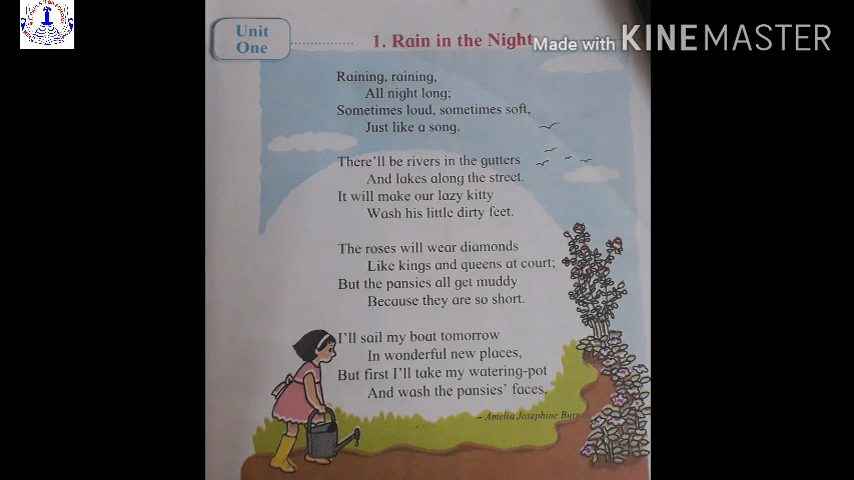 Unit
One
1. Rain in the Night
Made with KINEMASTER
Raining, raining,
All night long;
Sometimes loud, sometimes soft,
Just like a song.
There'll be rivers in the gutters
And lakes along the street.
It will make our lazy kitty
Wash his little dirty feet.
The roses will wear diamonds
Like kings and queens at court;
But the pansies all get muddy
Because they are so short.
I'll sail my boat tomorrow
In wonderful new places,
But first I'll take my watering-pot
And wash the pansies' faces.
– Amelia Josephine Burr